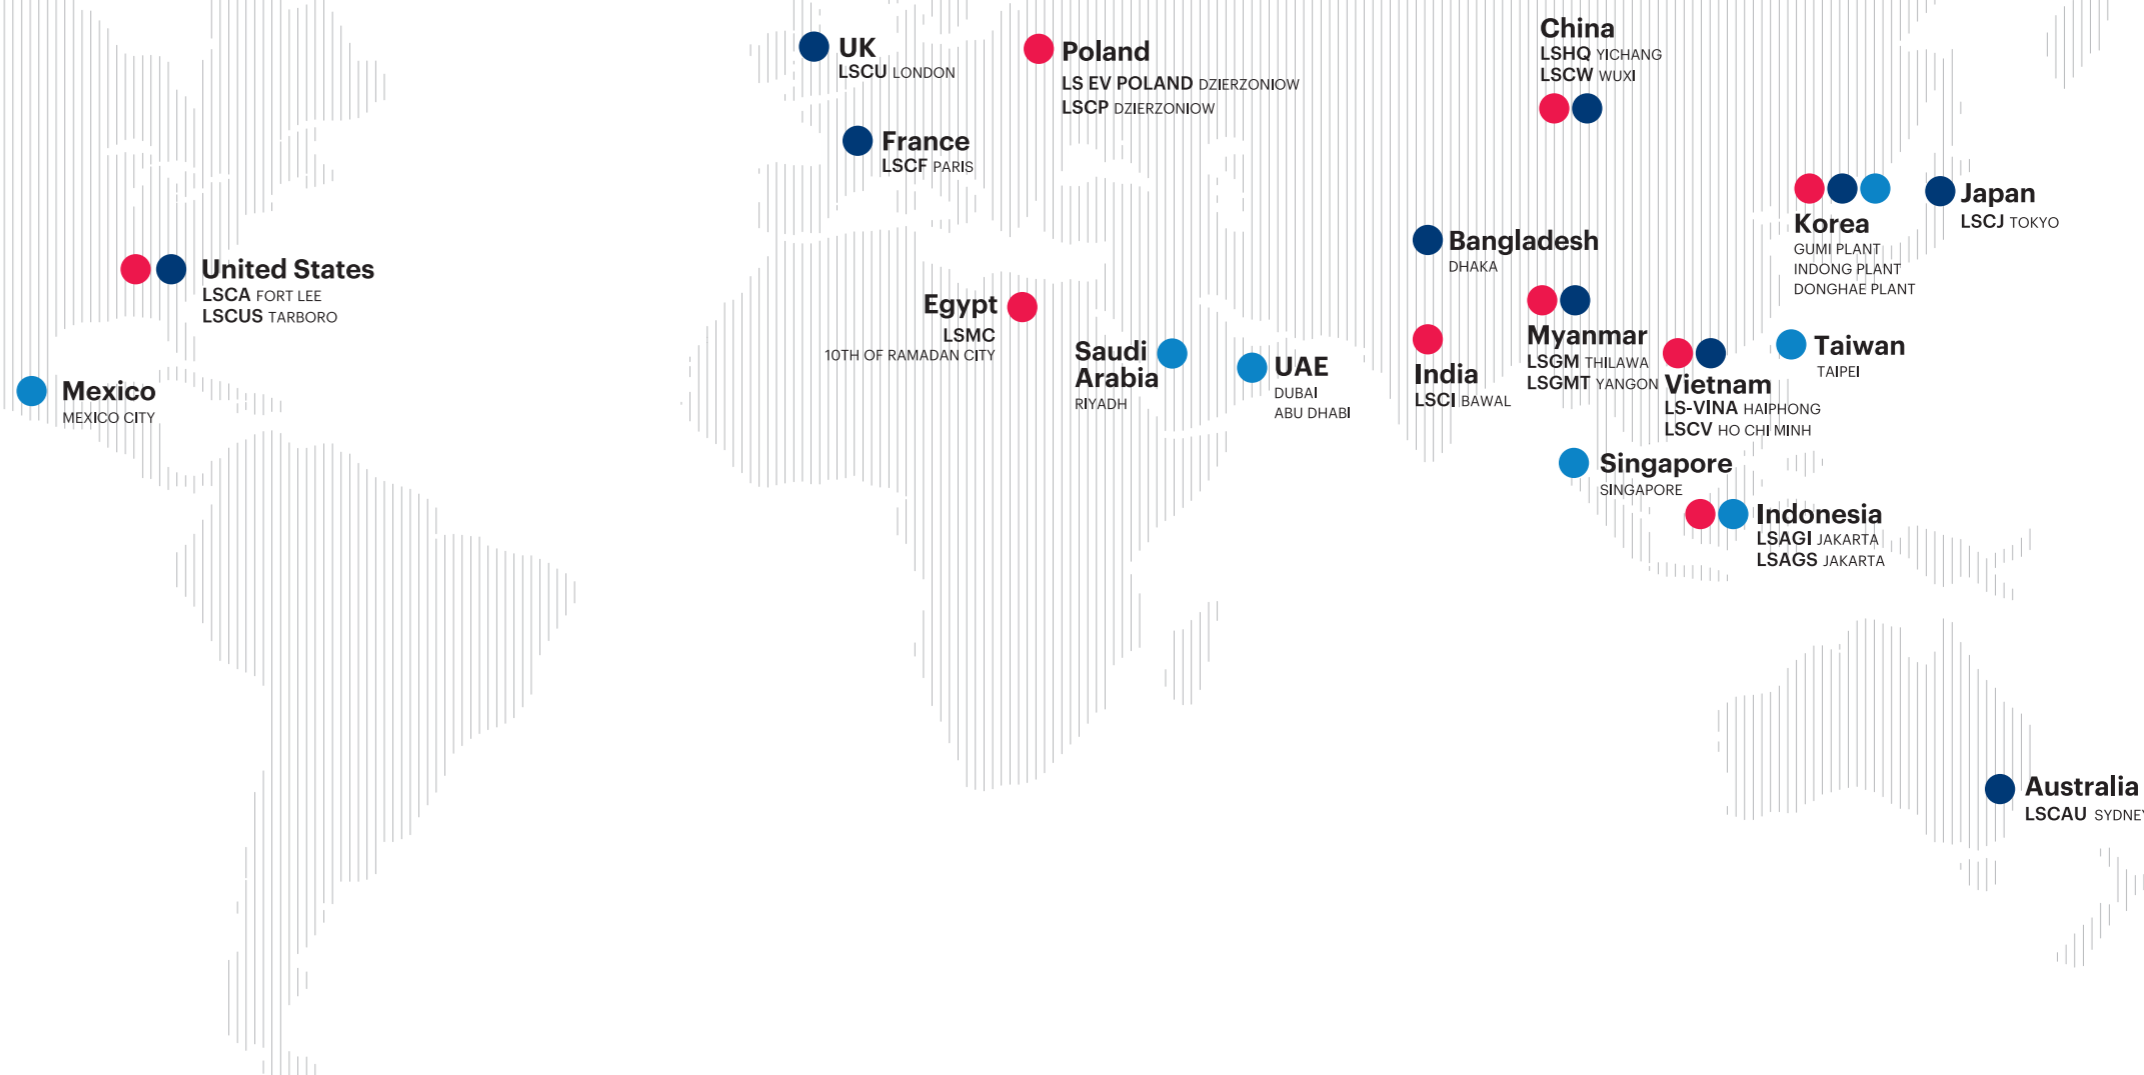 China
LSHQ YICHANG
LSCW WUXI
UK
LSCU LONDON
Poland
LS EV POLAND DZIERZONIOW
LSCP DZIERZONIOW
France
LSCF PARIS
Japan
LSCJ TOKYO
Korea
GUMI PLANT
INDONG PLANT
DONGHAE PLANT
Bangladesh
DHAKA
United States
LSCA FORT LEE
LSCUS TARBORO
Egypt
LSMC
10TH OF RAMADAN CITY
Saudi
Arabia
RIYADH
UAE
DUBAI
ABU DHABI
India
LSCI BAWAL
Myanmar
LSGM THILAWA
LSGMT YANGON
Vietnam
LS-VINA HAIPHONG
LSCV HO CHI MINH
Taiwan
TAIPEI
Mexico
MEXICO CITY
Singapore
SINGAPORE
Indonesia
LSAGI JAKARTA
LSAGS JAKARTA
Australia
LSCAU SYDNEY